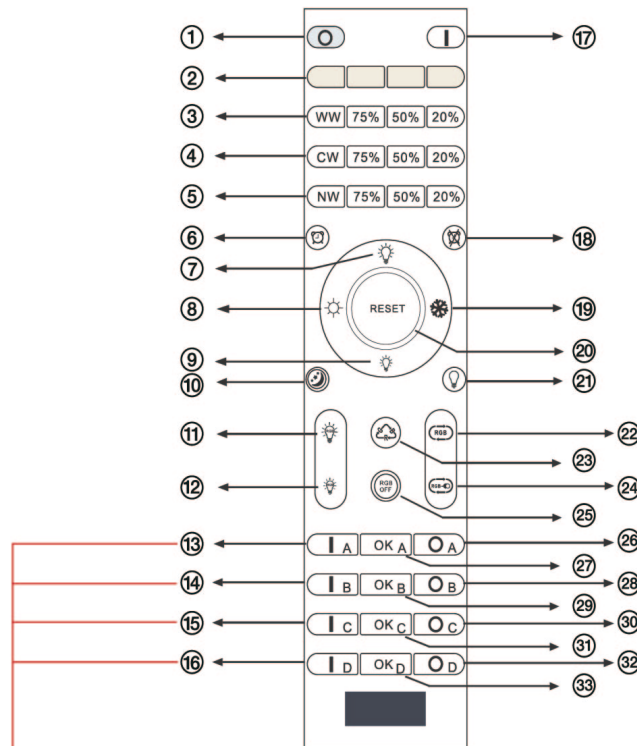 ① O I ⑰
②
③ WW 75% 50% 20%
④ CW 75% 50% 20%
⑤ NW 75% 50% 20%
⑥ ⑱
⑦
⑧ RESET ⑲
⑨ ⑳
⑩ ㉑
⑪ RGB ㉒
㉓
⑫ RGB OFF RGB ㉔
㉕
⑬ I A OK A O A ㉖
㉗
⑭ I B OK B O B ㉘
㉙
⑮ I C OK C O C ㉚
㉛
⑯ I D OK D O D ㉜
㉝